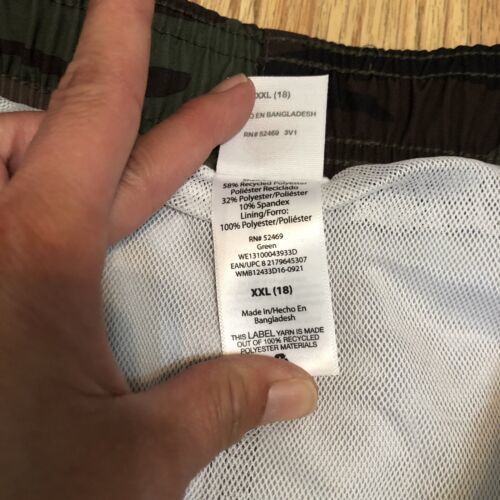 XXL (18)
O EN BANGLADESH
RN# 52469 3V1
58% Recycled Polyester
Poliéster Reciclado
32% Polyester/Poliéster
10% Spandex
Lining/Forro:
100% Polyester/Poliéster
RN# 52469
Green
WE13100043933D
EAN/UPC 8 2179645307
WMB12433D16-0921
XXL (18)
Made in/Hecho En
Bangladesh
THIS LABEL YARN IS MADE
OUT OF 100% RECYCLED
POLYESTER MATERIALS